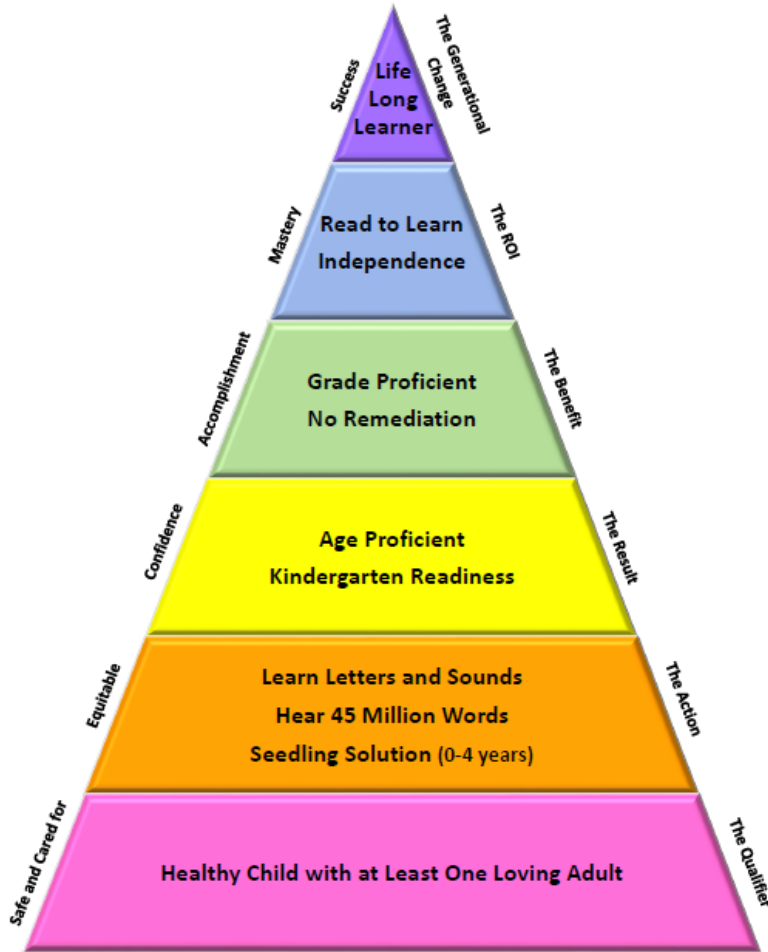 Success
Life
Long
Learner
The Generational
Change
Mastery
Read to Learn
Independence
The ROI
Accomplishment
Grade Proficient
No Remediation
The Benefit
Confidence
Age Proficient
Kindergarten Readiness
The Result
Equitable
Learn Letters and Sounds
Hear 45 Million Words
Seedling Solution (0-4 years)
The Action
Safe and Cared for
Healthy Child with at Least One Loving Adult
The Qualifier